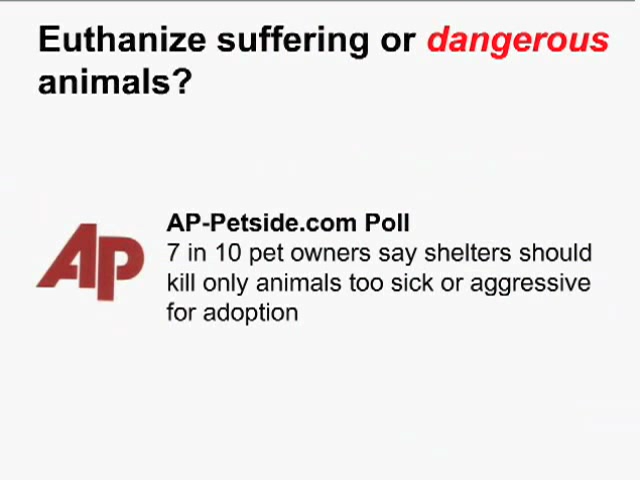 Euthanize suffering or dangerous
animals?
AP
AP-Petside.com Poll
7 in 10 pet owners say shelters should
kill only animals too sick or aggressive
for adoption